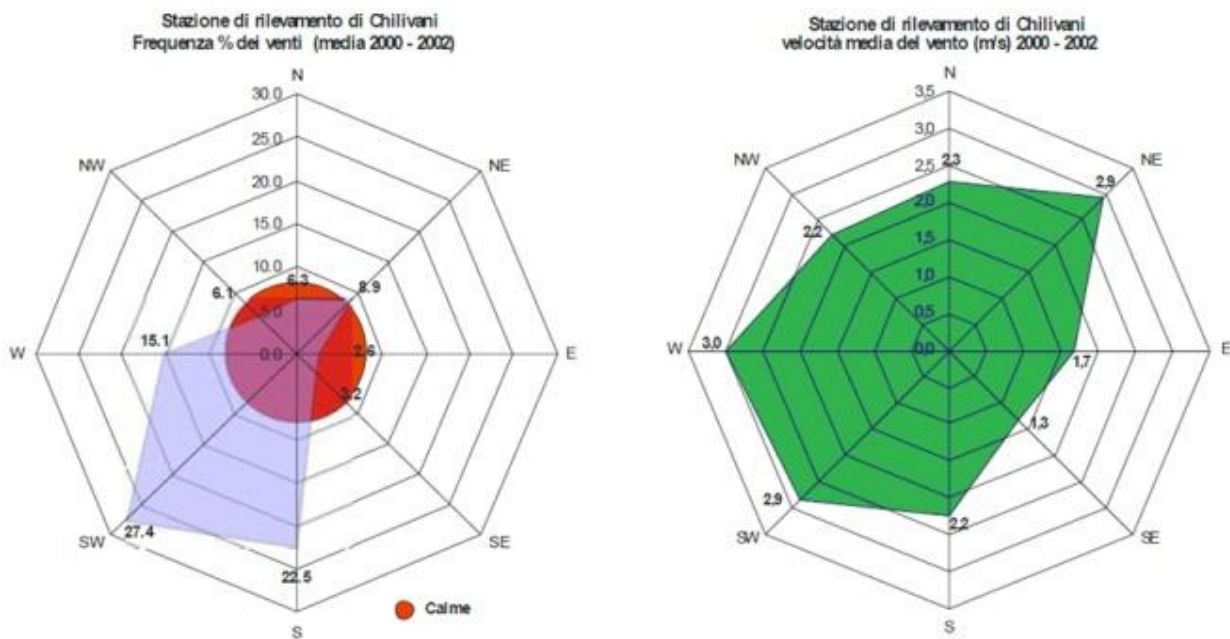 Stazione di rilevamento di Chilivani
Frequenza % dei venti (media 2000 - 2002)
N
30.0
25.0
NW
NE
20.0
15.0
10.0
6.3
6.1
8.9
5.0
W
15.1
0.0
2.6
E
3.2
SW
27.4
SE
22.5
S
Calme
Stazione di rilevamento di Chilivani
velocità media del vento (m/s) 2000 - 2002
N
3,5
3,0
NW
NE
2,5
2,3
2,9
2,0
2,2
1,5
1,0
0,5
W
3,0
0,0
E
1,7
1,3
2,9
2,2
SW
SE
S